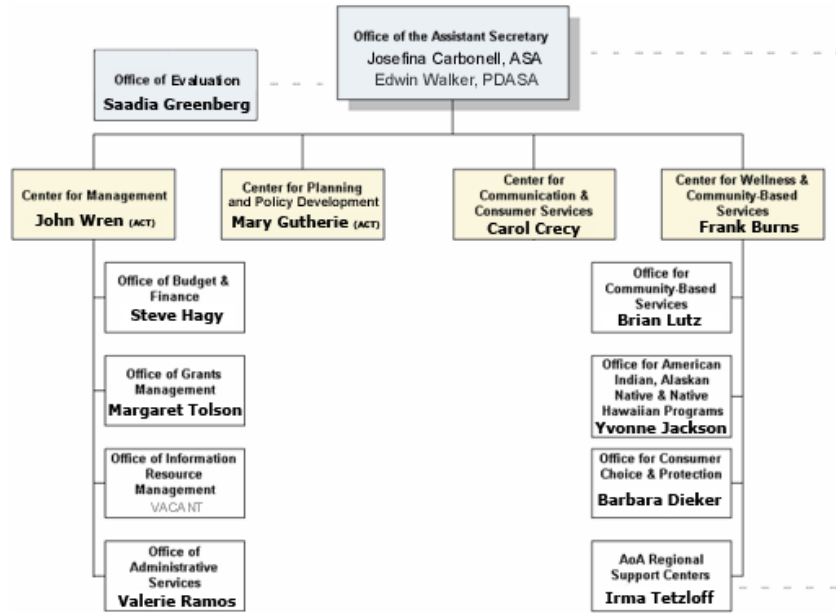 Office of the Assistant Secretary
Josefina Carbonell, ASA
Edwin Walker, PDASA
Office of Evaluation
Saadia Greenberg
Center for Management
John Wren (ACT)
Center for Planning
and Policy Development
Mary Gutherie (ACT)
Center for
Communication &
Consumer Services
Carol Crecy
Center for Wellness &
Community-Based
Services
Frank Burns
Office of Budget &
Finance
Steve Hagy
Office of Grants
Management
Margaret Tolson
Office of Information
Resource
Management
VACANT
Office of
Administrative
Services
Valerie Ramos
Office for
Community-Based
Services
Brian Lutz
Office for American
Indian, Alaskan
Native & Native
Hawaiian Programs
Yvonne Jackson
Office for Consumer
Choice & Protection
Barbara Dieker
AoA Regional
Support Centers
Irma Tetzloff